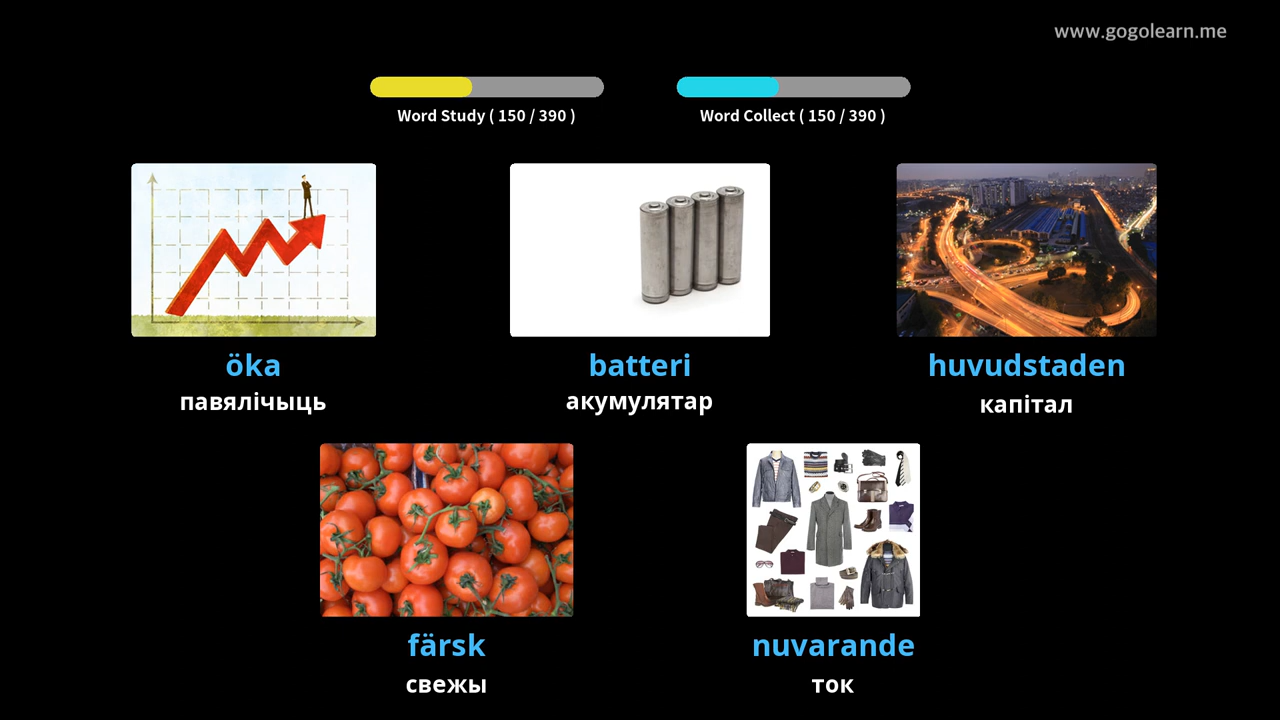 www.gogolearn.me
Word Study ( 150 / 390 )
Word Collect ( 150 / 390 )
öka
павялічыць
batteri
акумулятар
huvudstaden
капітал
färsk
свежы
nuvarande
ток